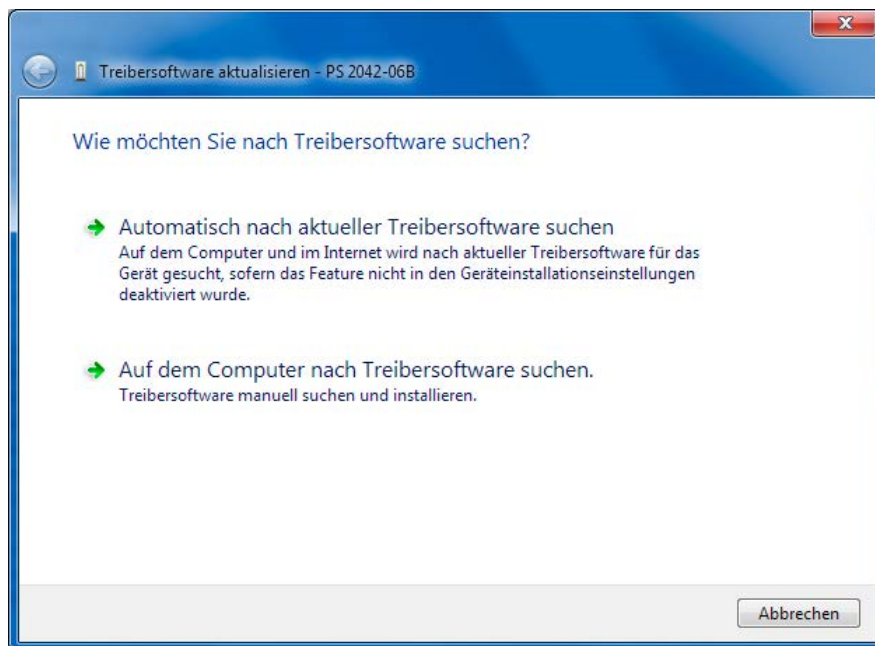 Treibersoftware aktualisieren - PS 2042-06B
Wie möchten Sie nach Treibersoftware suchen?
Automatisch nach aktueller Treibersoftware suchen
Auf dem Computer und im Internet wird nach aktueller Treibersoftware für das
Gerät gesucht, sofern das Feature nicht in den Geräteinstallationseinstellungen
deaktiviert wurde.
Auf dem Computer nach Treibersoftware suchen.
Treibersoftware manuell suchen und installieren.
Abbrechen